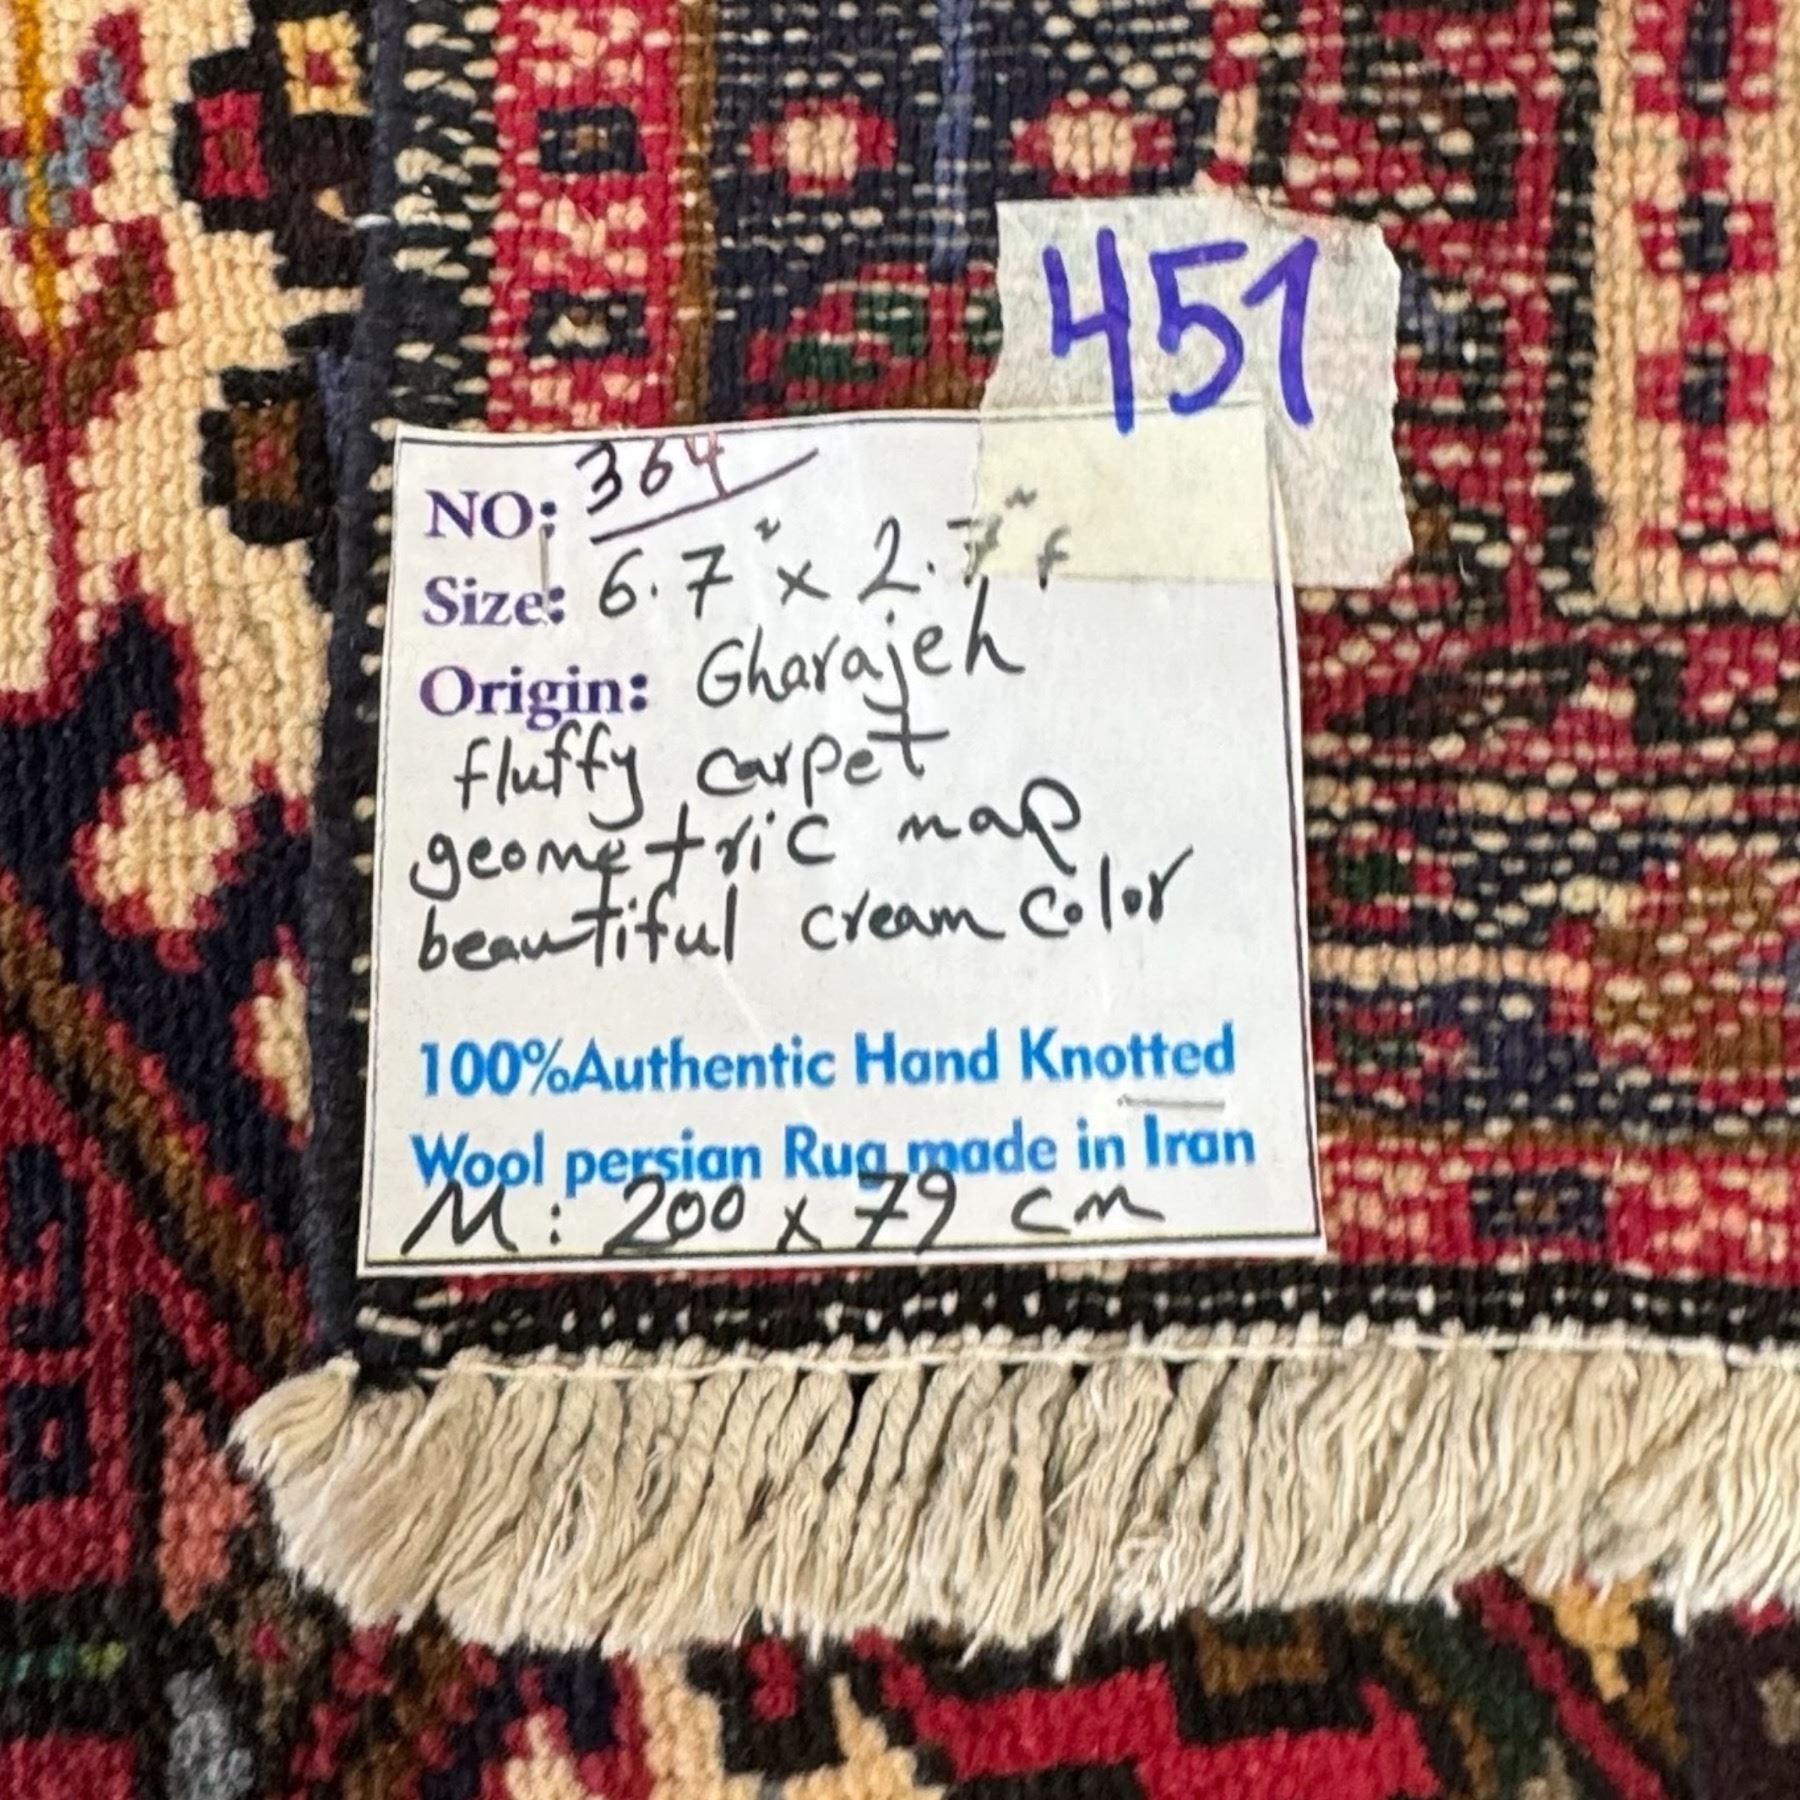 451
NO: 364
Size: 6.7" x 2.7" f
Origin: Gharajeh
fluffy carpet
geometric map
beautiful cream color
100%Authentic Hand Knotted
Wool persian Rug made in Iran
M: 200 x 79 cm